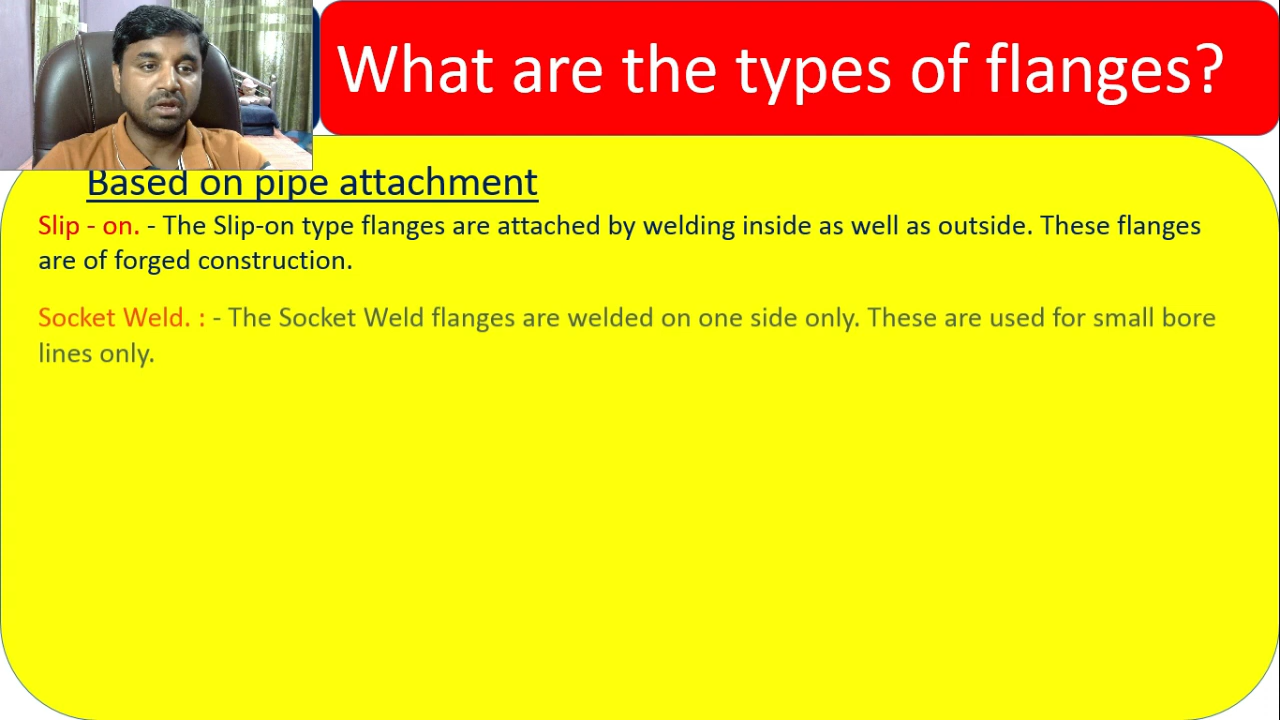 What are the types of flanges?
Based on pipe attachment
Slip - on. - The Slip-on type flanges are attached by welding inside as well as outside. These flanges
are of forged construction.
Socket Weld. : - The Socket Weld flanges are welded on one side only. These are used for small bore
lines only.